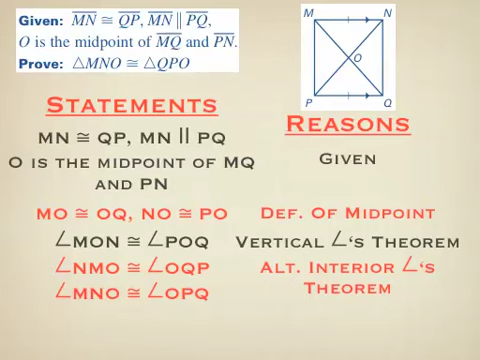 Given: MN ≅ QP, MN ∥ PQ,
O is the midpoint of MQ and PN.
Prove: △MNO ≅ △QPO
M N
O
P Q
STATEMENTS
REASONS
MN ≅ QP, MN || PQ
O IS THE MIDPOINT OF MQ
AND PN
GIVEN
MO ≅ OQ, NO ≅ PO DEF. OF MIDPOINT
∠MON ≅ ∠POQ VERTICAL ∠'S THEOREM
∠NMO ≅ ∠OQP ALT. INTERIOR ∠'S
∠MNO ≅ ∠OPQ THEOREM